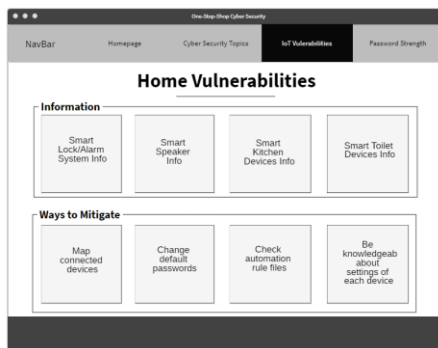 One-Stop-Shop Cyber Security
NavBar
Homepage
Cyber Security Topics
IoT Vulerabilities
Password Strength
Home Vulnerabilities
Information
Smart
Lock/Alarm
System Info
Smart
Speaker
Info
Smart
Kitchen
Devices Info
Smart Toilet
Devices Info
Ways to Mitigate
Map
connected
devices
Change
default
passwords
Check
automation
rule files
Be
knowledgeab
about
settings of
each device